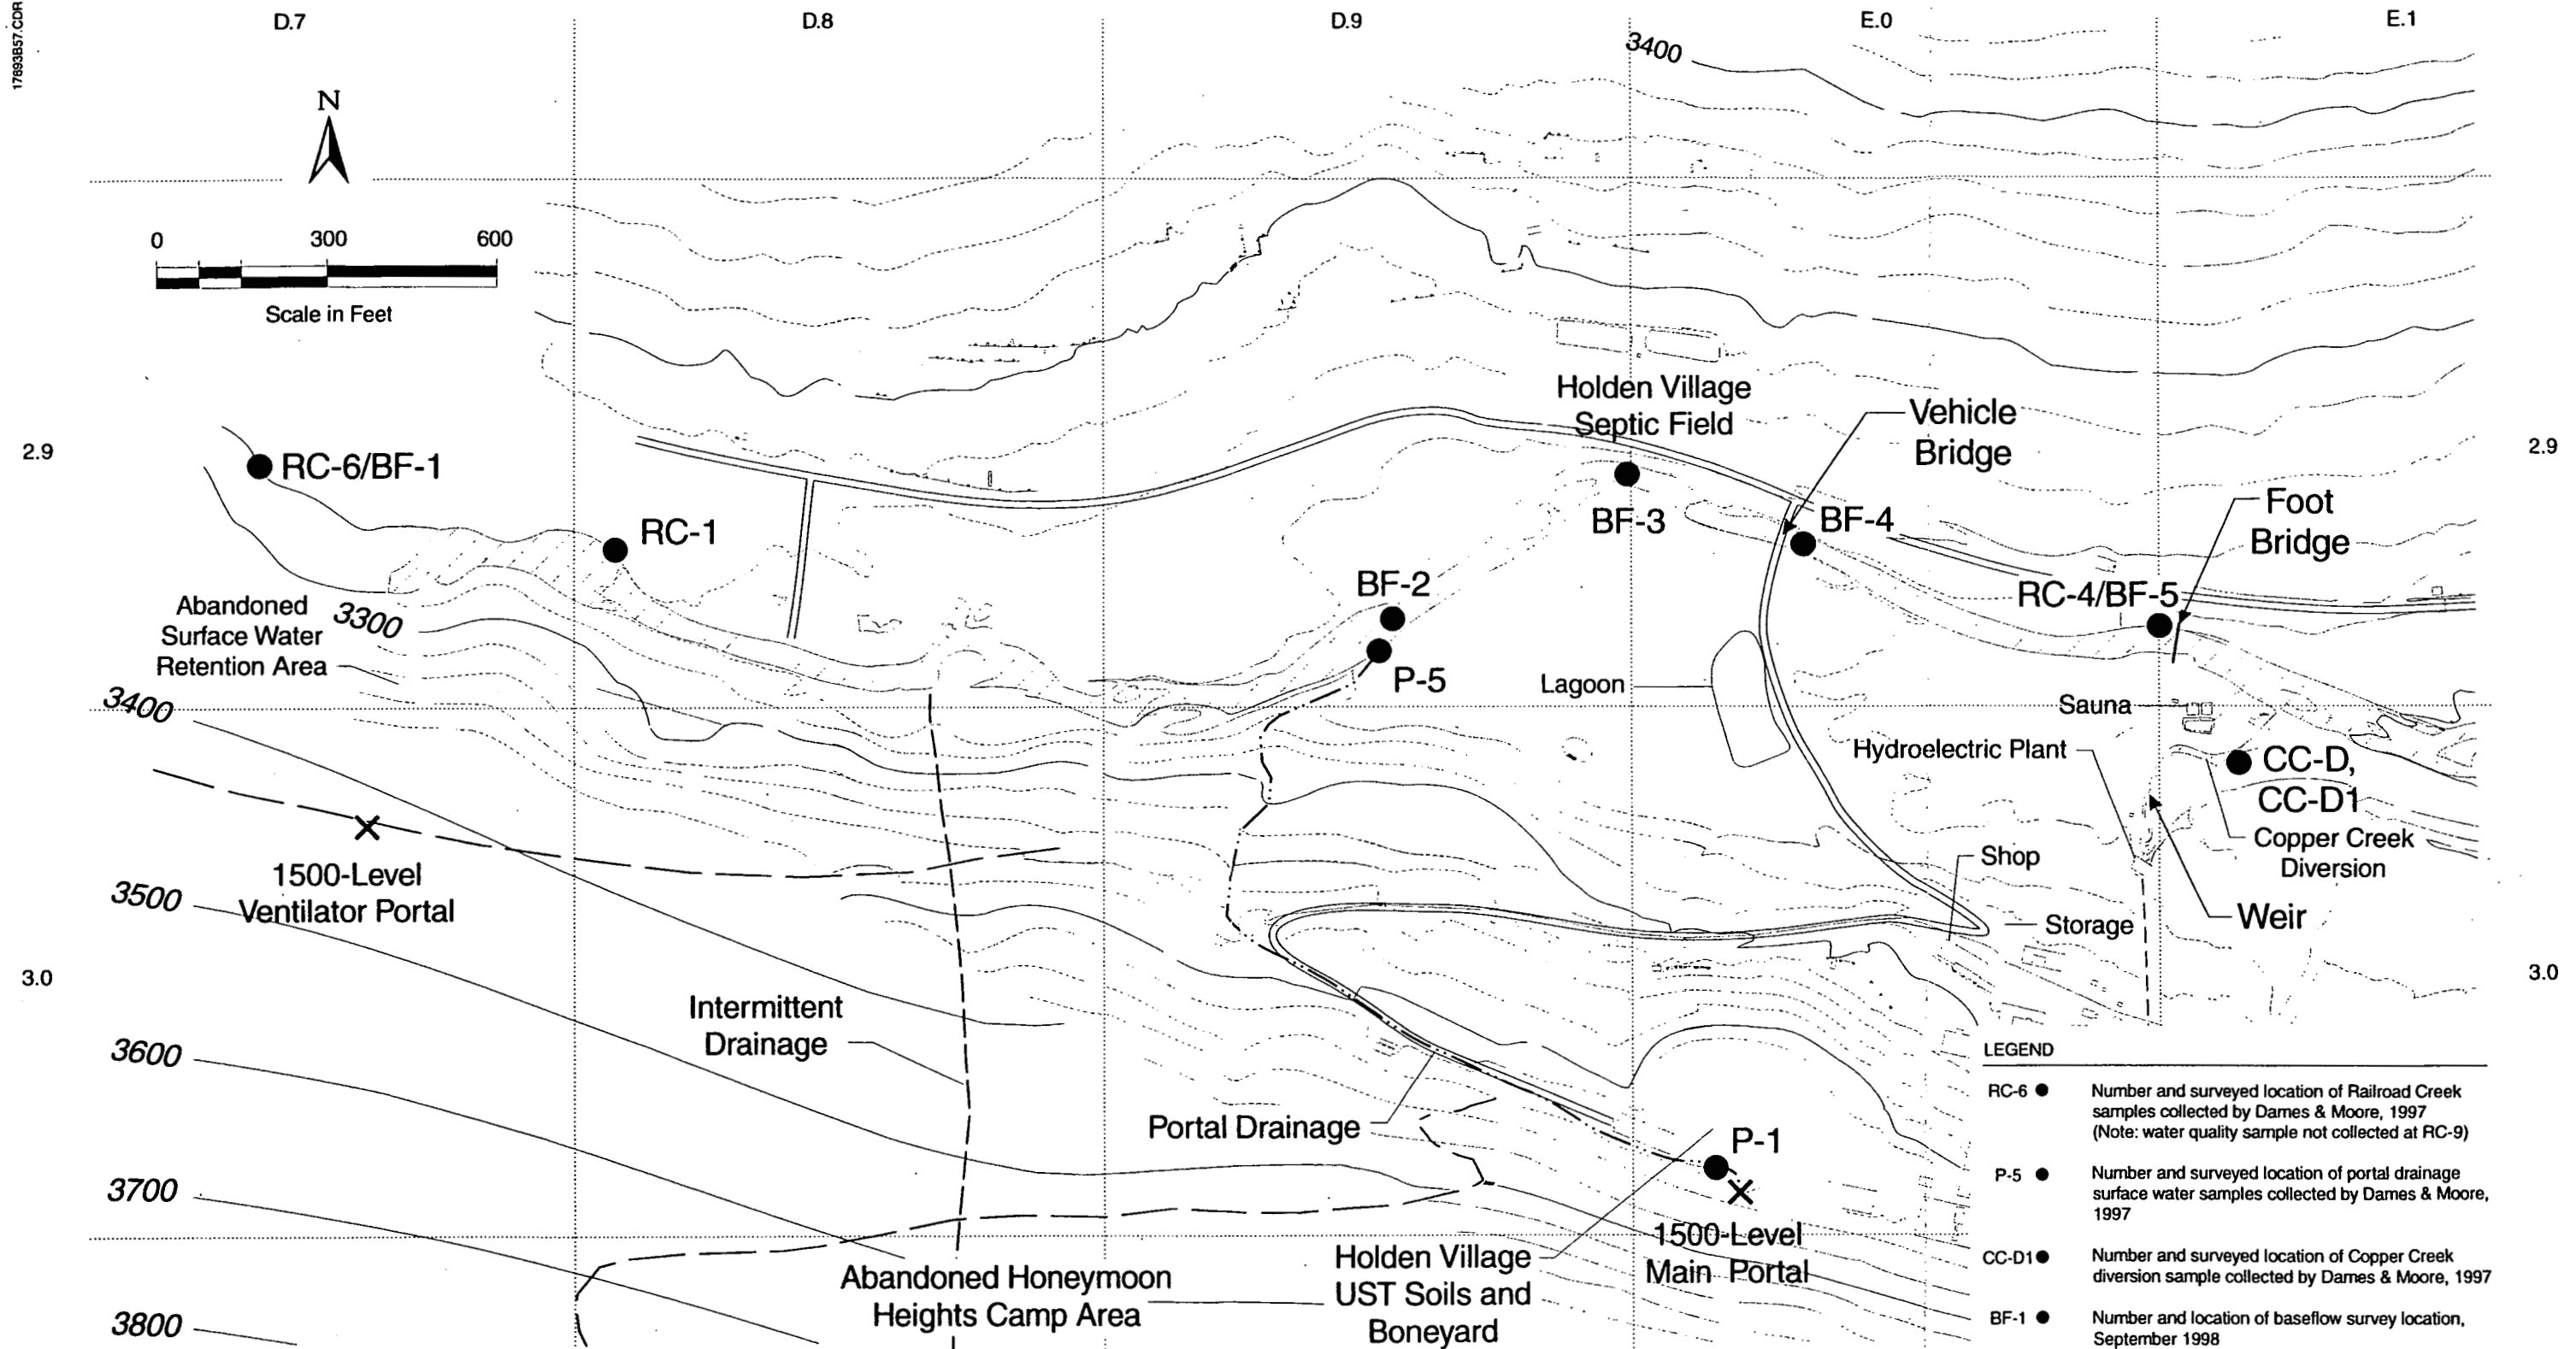 17693B57.CDR
D.7
D.8
D.9
E.0
E.1
3400
N
0 300 600
Scale in Feet
Holden Village
Septic Field
Vehicle
Bridge
2.9
2.9
RC-6/BF-1
RC-1
BF-3
BF-4
Foot
Bridge
BF-2
RC-4/BF-5
Abandoned
Surface Water
Retention Area
3300
P-5
Lagoon
Sauna
3400
Hydroelectric Plant
CC-D,
CC-D1
Copper Creek
Diversion
1500-Level
Ventilator Portal
Shop
3500
Storage
Weir
3.0
3.0
Intermittent
Drainage
3600
Portal Drainage
P-1
3700
1500-Level
Main Portal
Abandoned Honeymoon
Heights Camp Area
Holden Village
UST Soils and
Boneyard
3800
LEGEND
RC-6 Number and surveyed location of Railroad Creek
samples collected by Dames & Moore, 1997
(Note: water quality sample not collected at RC-9)
P-5 Number and surveyed location of portal drainage
surface water samples collected by Dames & Moore,
1997
CC-D1 Number and surveyed location of Copper Creek
diversion sample collected by Dames & Moore, 1997
BF-1 Number and location of baseflow survey location,
September 1998